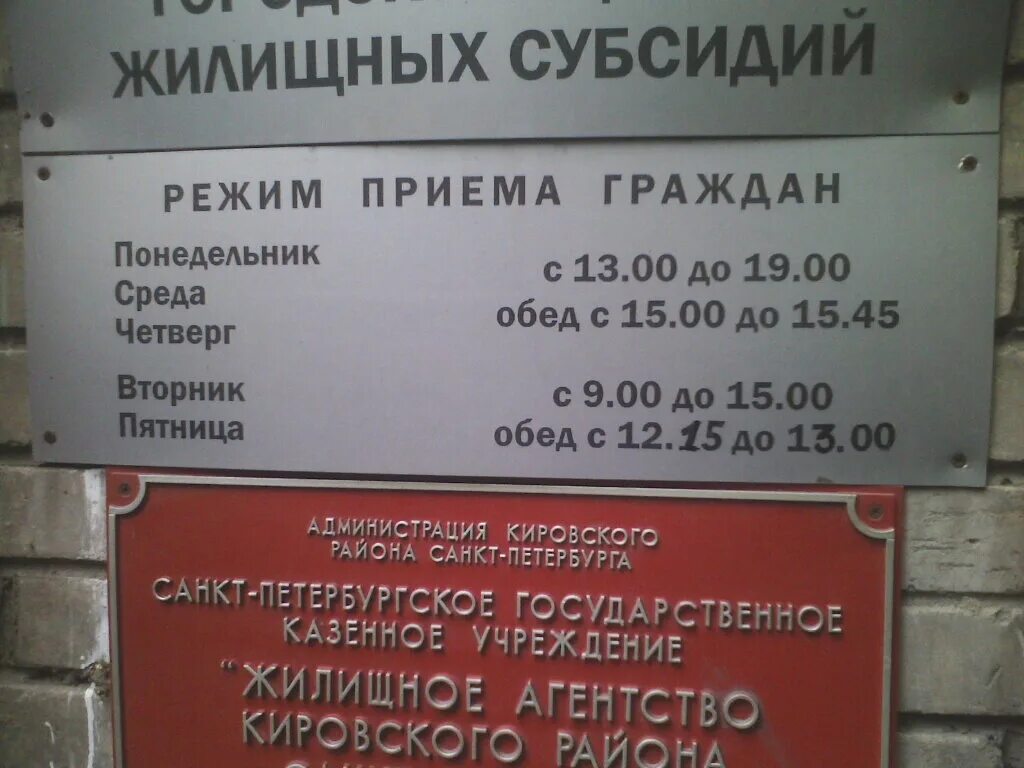 ЖИЛИЩНЫХ СУБСИДИЙ
РЕЖИМ ПРИЕМА ГРАЖДАН
Понедельник
Среда
Четверг
с 13.00 до 19.00
обед с 15.00 до 15.45
Вторник
Пятница
с 9.00 до 15.00
обед с 12.15 до 13.00
АДМИНИСТРАЦИЯ КИРОВСКОГО
РАЙОНА САНКТ-ПЕТЕРБУРГА
САНКТ-ПЕТЕРБУРГСКОЕ ГОСУДАРСТВЕННОЕ
КАЗЕННОЕ УЧРЕЖДЕНИЕ
"ЖИЛИЩНОЕ АГЕНТСТВО
КИРОВСКОГО РАЙОНА